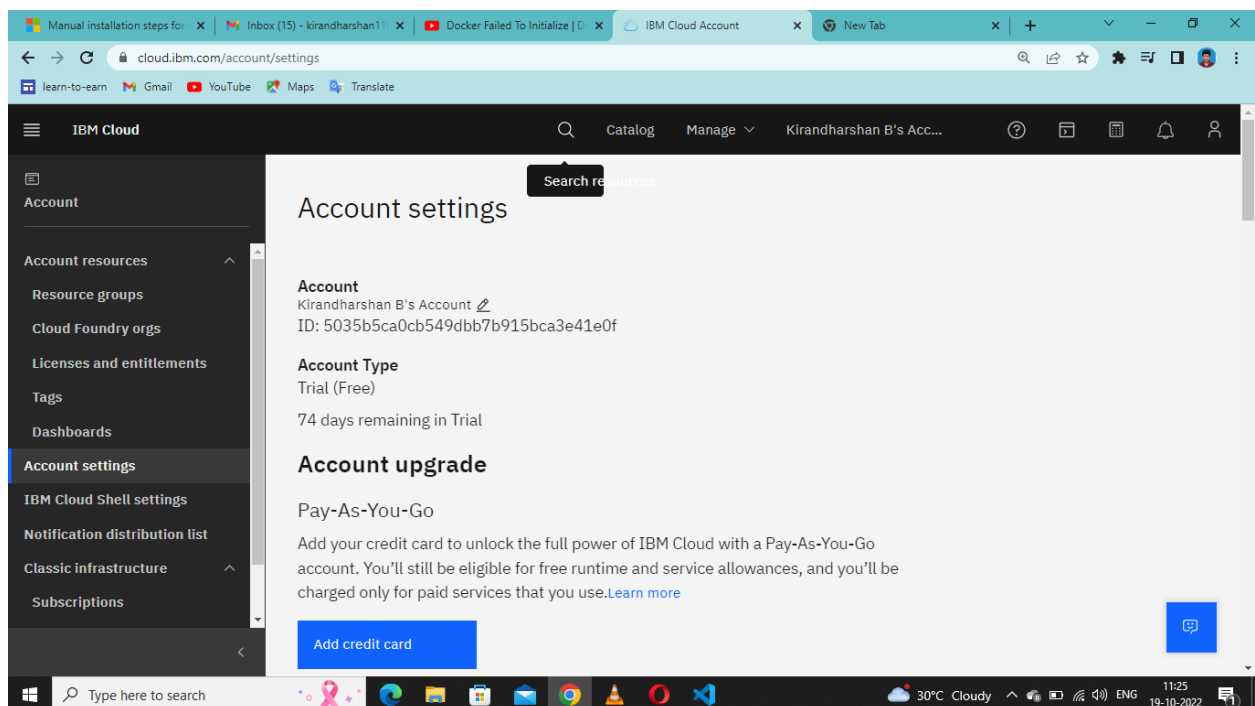 Manual installation steps for
Inbox (15) - kirandharshan11
Docker Failed To Initialize | D
IBM Cloud Account
New Tab
cloud.ibm.com/account/settings
learn-to-earn
Gmail
YouTube
Maps
Translate
IBM Cloud
Catalog
Manage
Kirandharshan B's Acc...
Search resources
Account
Account resources
Resource groups
Cloud Foundry orgs
Licenses and entitlements
Tags
Dashboards
Account settings
IBM Cloud Shell settings
Notification distribution list
Classic infrastructure
Subscriptions
Account settings
Account
Kirandharshan B's Account
ID: 5035b5ca0cb549dbb7b915bca3e41e0f
Account Type
Trial (Free)
74 days remaining in Trial
Account upgrade
Pay-As-You-Go
Add your credit card to unlock the full power of IBM Cloud with a Pay-As-You-Go
account. You'll still be eligible for free runtime and service allowances, and you'll be
charged only for paid services that you use.Learn more
Add credit card
Type here to search
30°C Cloudy
ENG
11:25
19-10-2022